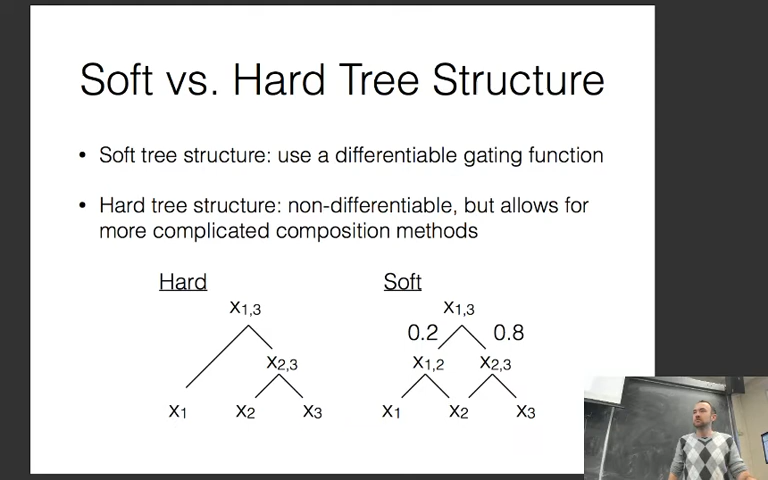 Soft vs. Hard Tree Structure
• Soft tree structure: use a differentiable gating function
• Hard tree structure: non-differentiable, but allows for
more complicated composition methods
Hard Soft
x1,3 x1,3
0.2 0.8
x2,3 x1,2 x2,3
x1 x2 x3 x1 x2 x3